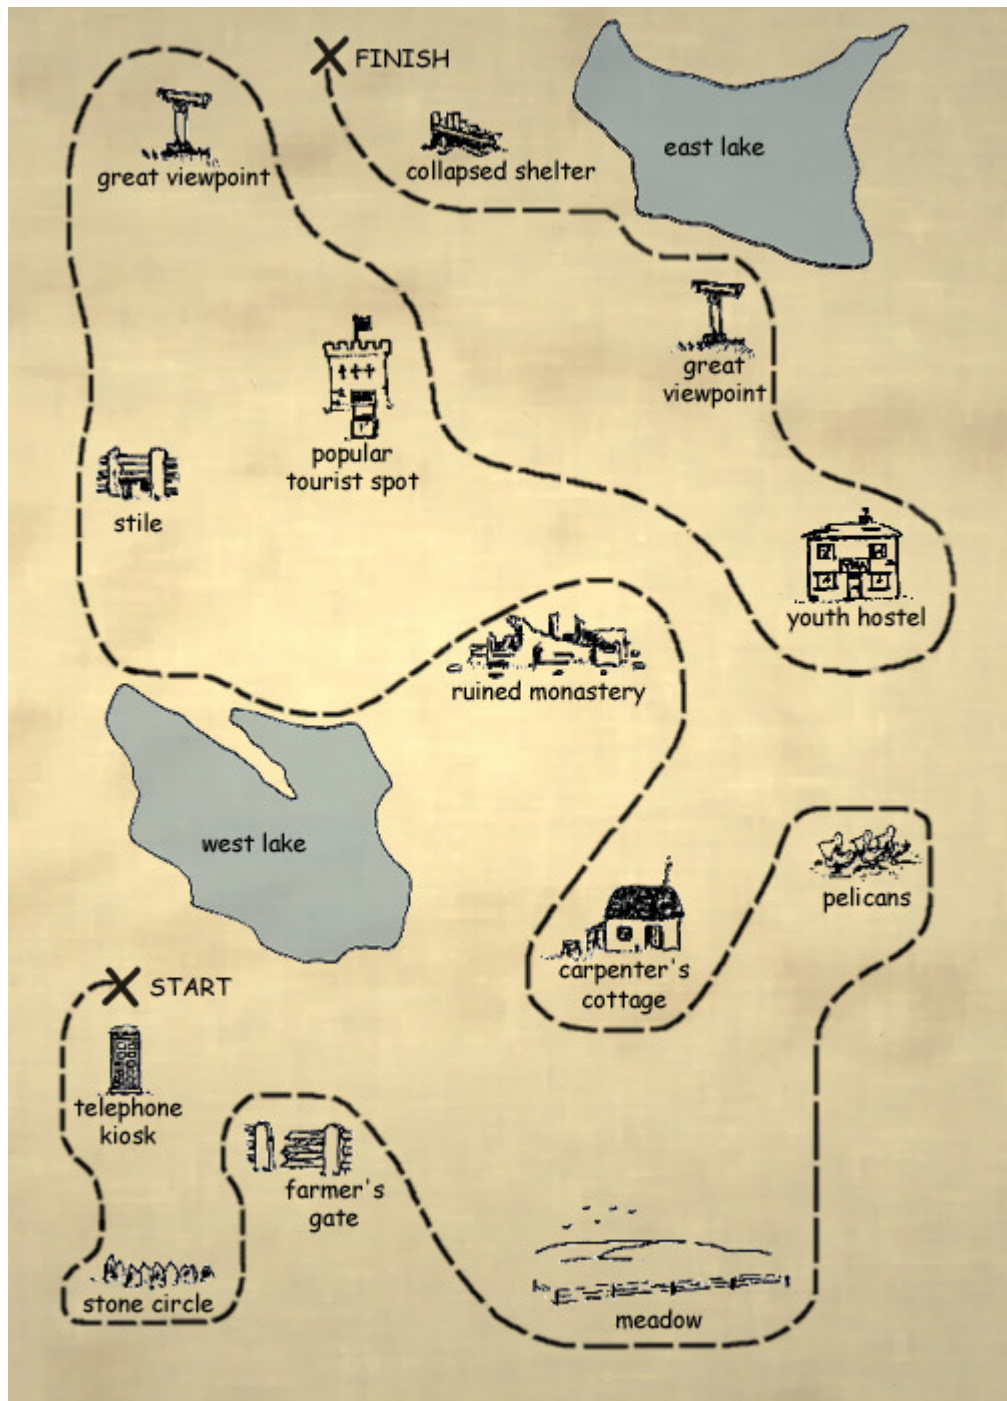 FINISH
east lake
collapsed shelter
great viewpoint
great
viewpoint
popular
tourist spot
stile
youth hostel
ruined monastery
west lake
pelicans
carpenter's
cottage
START
telephone
kiosk
farmer's
gate
stone circle
meadow